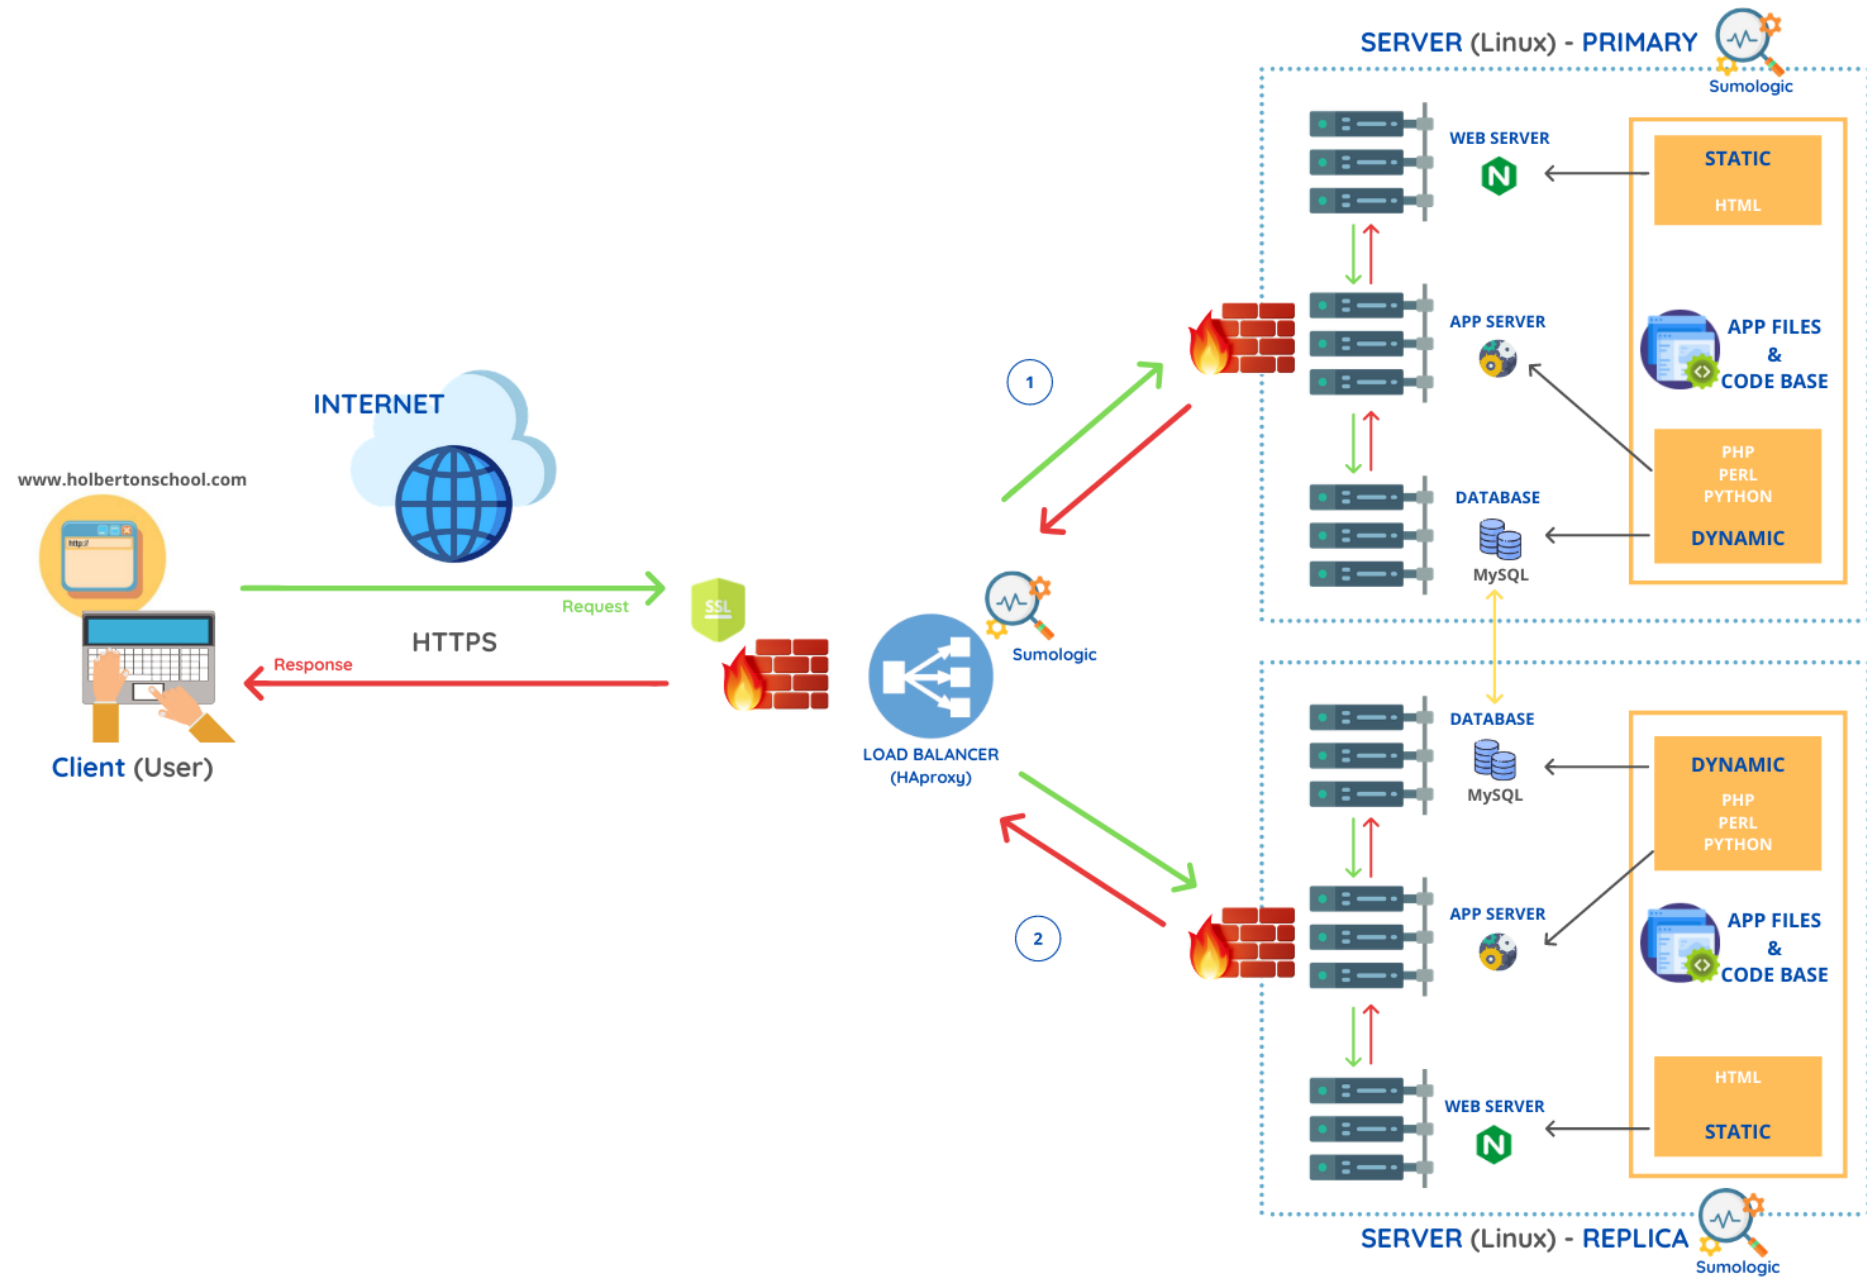 SERVER (Linux) - PRIMARY
Sumologic
WEB SERVER
N
STATIC
HTML
APP SERVER
APP FILES
&
CODE BASE
PHP
PERL
PYTHON
DYNAMIC
DATABASE
MySQL
1
INTERNET
www.holbertonschool.com
http://
Request
HTTPS
Response
SSL
Client (User)
Sumologic
LOAD BALANCER
(HAproxy)
2
DATABASE
MySQL
DYNAMIC
PHP
PERL
PYTHON
APP SERVER
APP FILES
&
CODE BASE
WEB SERVER
N
HTML
STATIC
SERVER (Linux) - REPLICA
Sumologic